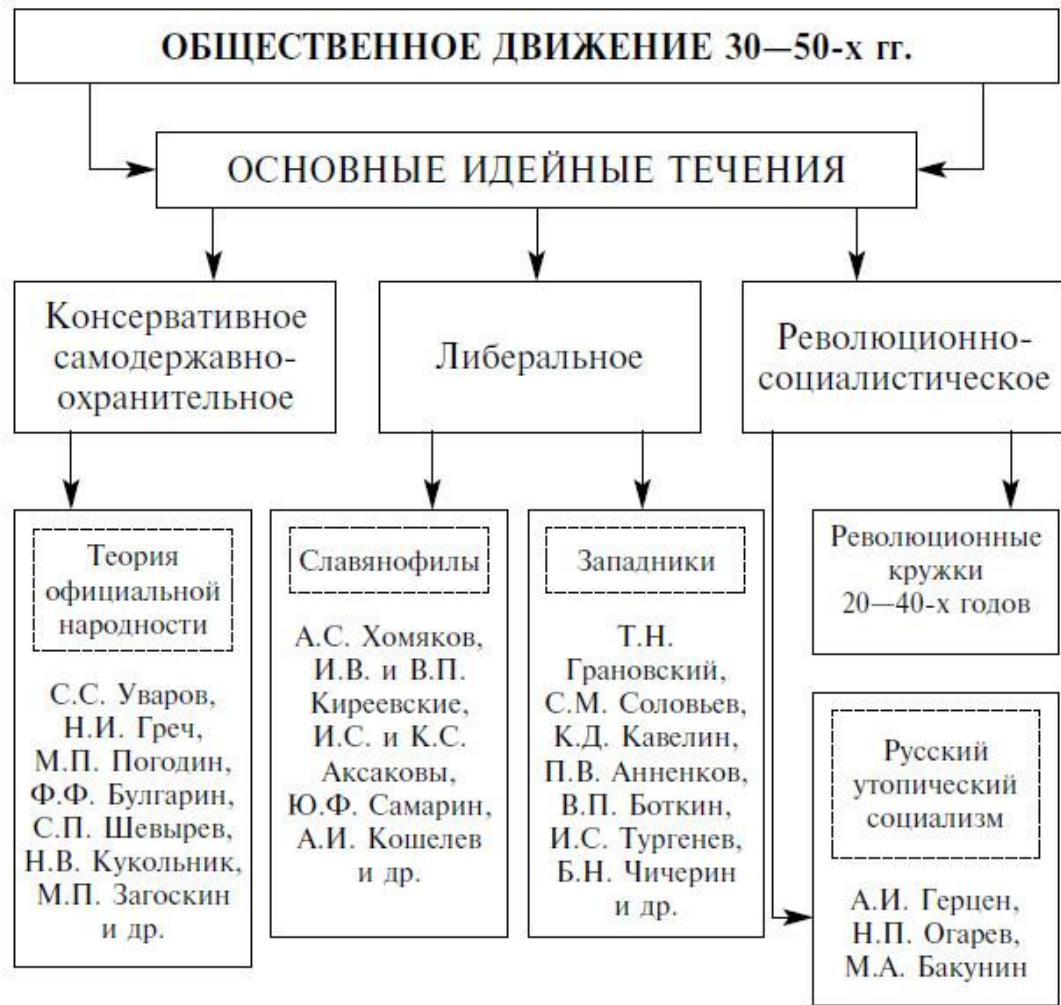 ОБЩЕСТВЕННОЕ ДВИЖЕНИЕ 30—50-х гг.
ОСНОВНЫЕ ИДЕЙНЫЕ ТЕЧЕНИЯ
Консервативное
самодержавно-
охранительное
Либеральное
Революционно-
социалистическое
Теория
официальной
народности
С.С. Уваров,
Н.И. Греч,
М.П. Погодин,
Ф.Ф. Булгарин,
С.П. Шевырев,
Н.В. Кукольник,
М.П. Загоскин
и др.
Славянофилы
А.С. Хомяков,
И.В. и В.П.
Киреевские,
И.С. и К.С.
Аксаковы,
Ю.Ф. Самарин,
А.И. Кошелев
и др.
Западники
Т.Н.
Грановский,
С.М. Соловьев,
К.Д. Кавелин,
П.В. Анненков,
В.П. Боткин,
И.С. Тургенев,
Б.Н. Чичерин
и др.
Революционные
кружки
20—40-х годов
Русский
утопический
социализм
А.И. Герцен,
Н.П. Огарев,
М.А. Бакунин